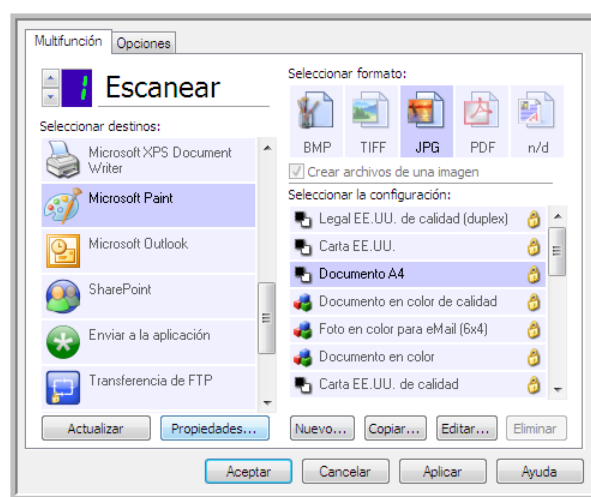 Multifunción
Opciones
1
Escanear
Seleccionar destinos:
Microsoft XPS Document
Writer
Microsoft Paint
Microsoft Outlook
SharePoint
Enviar a la aplicación
Transferencia de FTP
Actualizar
Propiedades...
Seleccionar formato:
BMP
TIFF
JPG
PDF
n/d
Crear archivos de una imagen
Seleccionar la configuración:
Legal EE.UU. de calidad (duplex)
Carta EE.UU.
Documento A4
Documento en color de calidad
Foto en color para eMail (6x4)
Documento en color
Carta EE.UU. de calidad
Nuevo...
Copiar...
Editar...
Eliminar
Aceptar
Cancelar
Aplicar
Ayuda